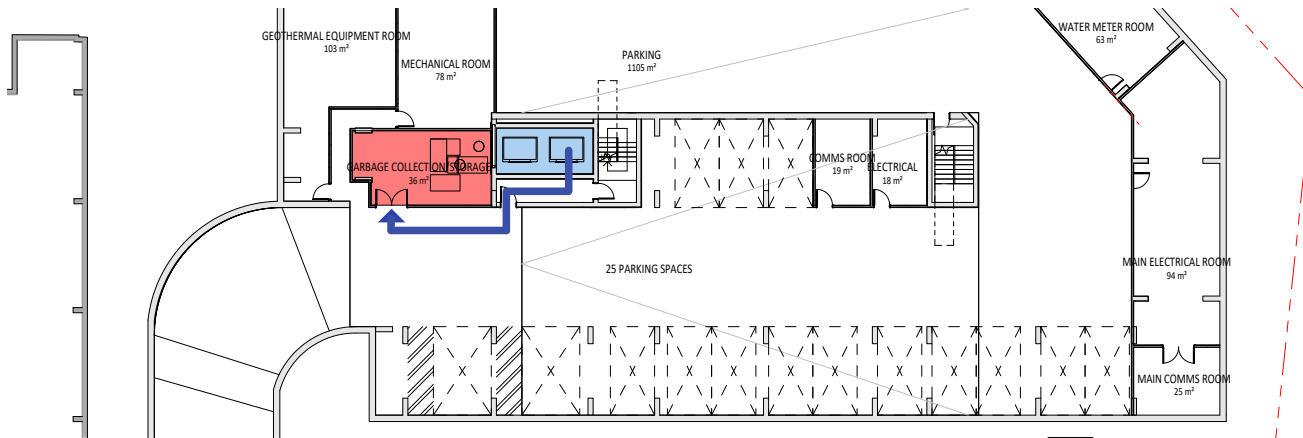 GEOTHERMAL EQUIPMENT ROOM
103 m²
MECHANICAL ROOM
78 m²
PARKING
1105 m²
WATER METER ROOM
63 m²
GARBAGE COLLECTION/STORAGE
36 m²
COMMS ROOM
19 m²
ELECTRICAL
18 m²
25 PARKING SPACES
MAIN ELECTRICAL ROOM
94 m²
MAIN COMMS ROOM
25 m²